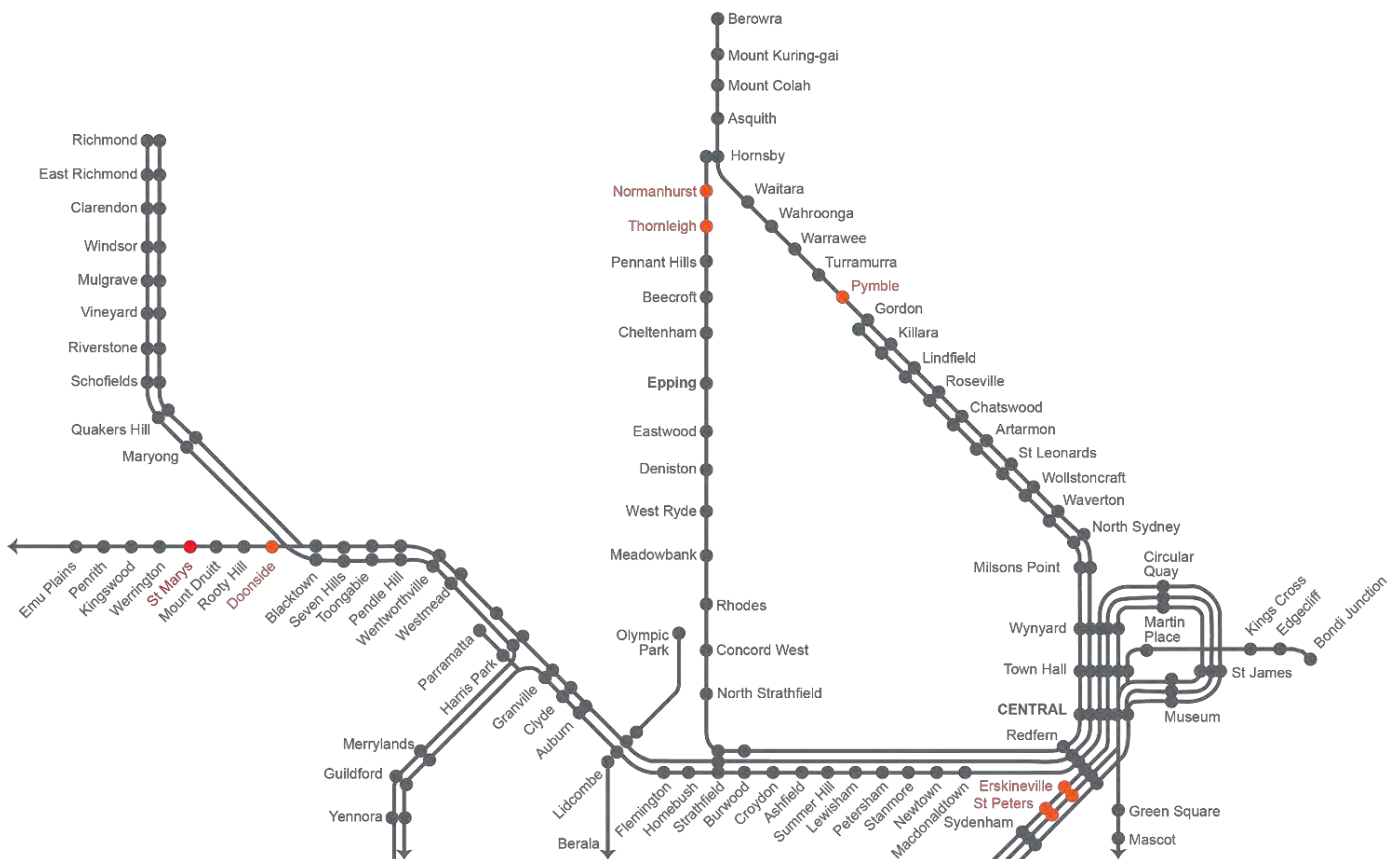 Berowra
Mount Kuring-gai
Mount Colah
Asquith
Hornsby
Richmond
East Richmond
Clarendon
Windsor
Mulgrave
Vineyard
Riverstone
Schofields
Quakers Hill
Maryong
Normanhurst
Thornleigh
Pennant Hills
Beecroft
Cheltenham
Epping
Eastwood
Deniston
West Ryde
Meadowbank
Rhodes
Concord West
North Strathfield
Waitara
Wahroonga
Warrawee
Turramurra
Pymble
Gordon
Killara
Lindfield
Roseville
Chatswood
Artarmon
St Leonards
Wollstoncraft
Waverton
North Sydney
Milsons Point
Wynyard
Town Hall
CENTRAL
Redfern
Circular
Quay
Martin
Place
St James
Museum
Kings Cross
Edgecliff
Bondi Junction
Emu Plains
Penrith
Kingswood
Werrington
St Marys
Mount Druitt
Rooty Hill
Doonside
Blacktown
Seven Hills
Toongabie
Pendle Hill
Wentworthville
Westmead
Parramatta
Harris Park
Granville
Clyde
Auburn
Olympic
Park
Merrylands
Guildford
Yennora
Lidcombe
Berala
Flemington
Homebush
Strathfield
Burwood
Croydon
Ashfield
Summer Hill
Lewisham
Petersham
Stanmore
Newtown
Macdonaldtown
Erskineville
St Peters
Sydenham
Green Square
Mascot